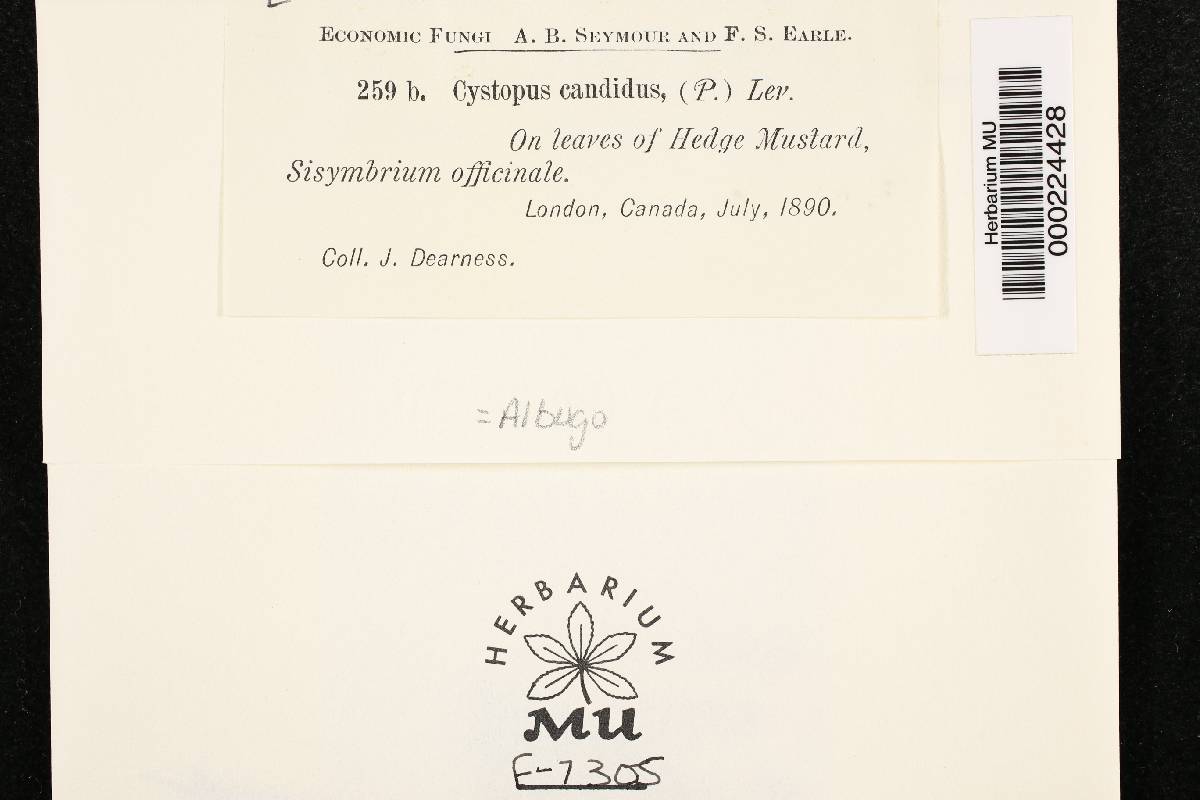 ECONOMIC FUNGI A. B. SEYMOUR AND F. S. EARLE.
259 b. Cystopus candidus, (P.) Lev.
On leaves of Hedge Mustard,
Sisymbrium officinale.
London, Canada, July, 1890.
Coll. J. Dearness.
Herbarium MU
000224428
= Albugo
HERBARIUM
MU
F-7305